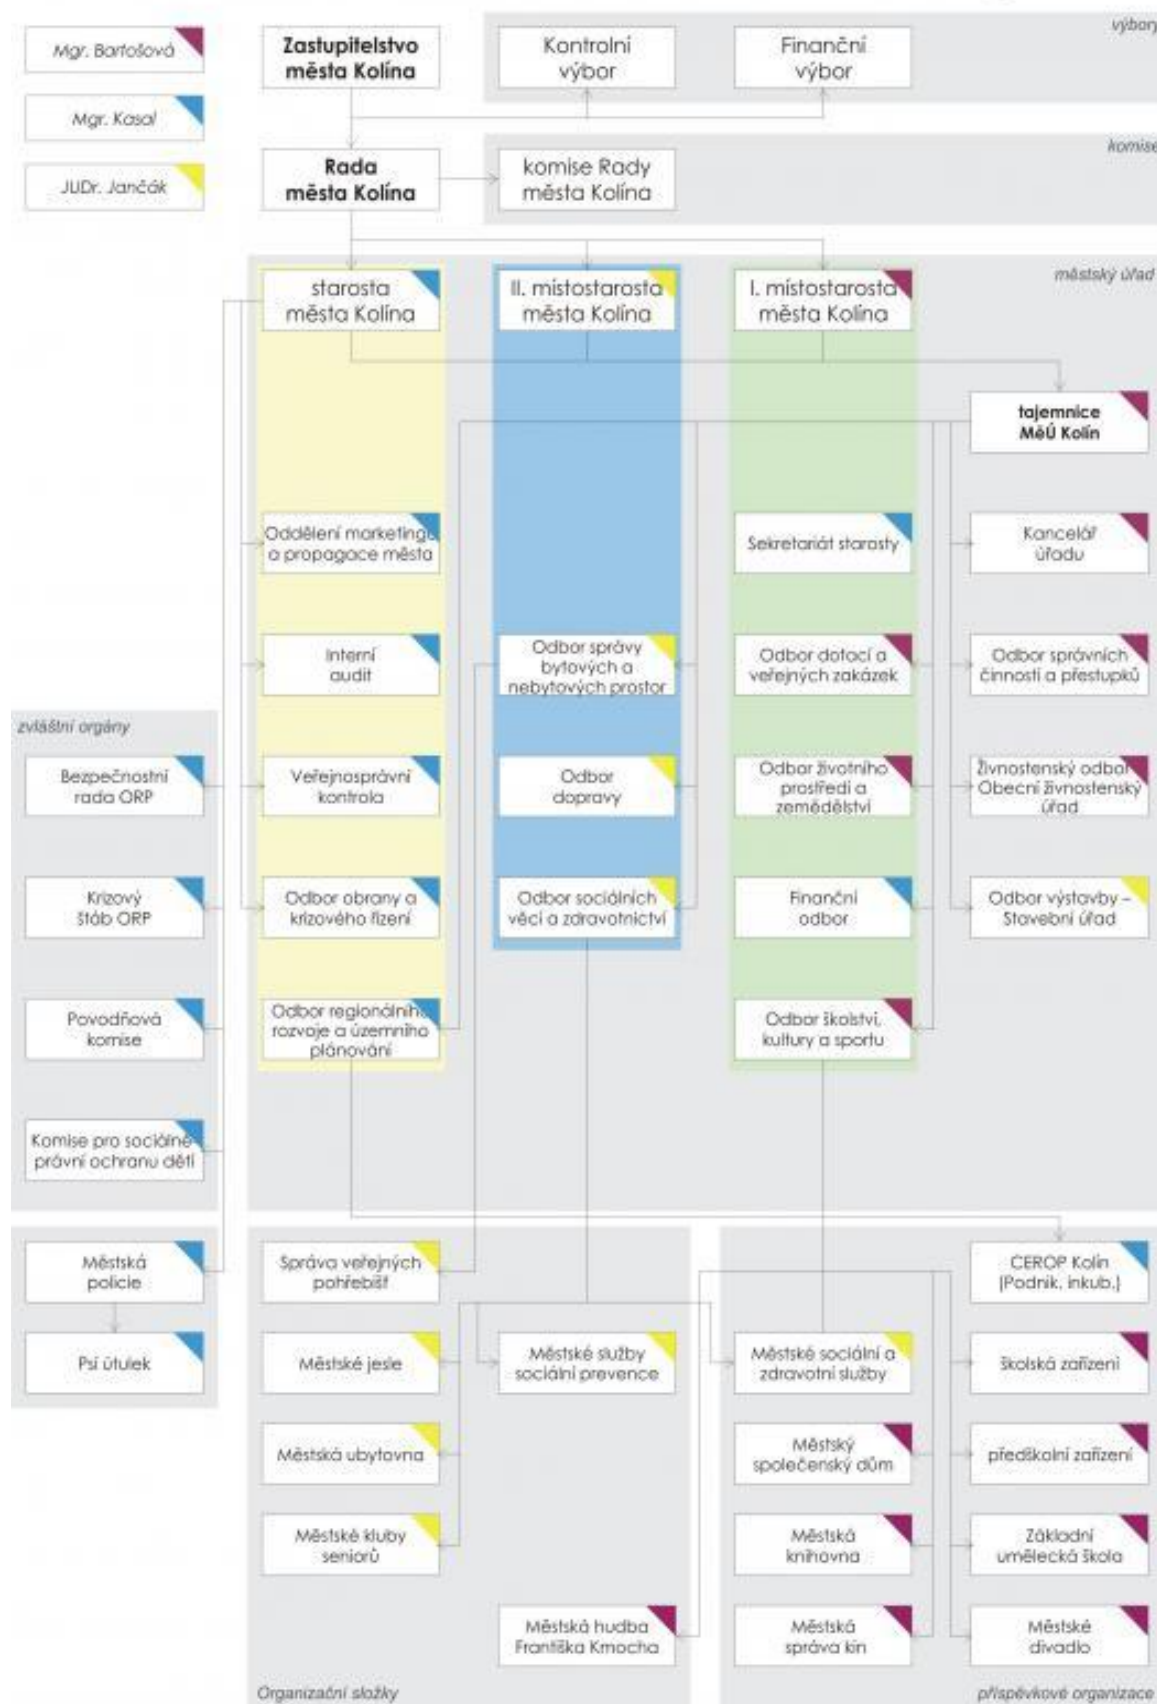 výbory
Mgr. Bartošová
Zastupitelstvo
města Kolína
Kontrolní
výbor
Finanční
výbor
Mgr. Kasal
komise
JUDr. Jančák
Rada
města Kolína
komise Rady
města Kolína
městský úřad
starosta
města Kolína
II. místostarosta
města Kolína
I. místostarosta
města Kolína
tajemnice
MěÚ Kolín
Oddělení marketingu
a propagace města
Sekretariát starosty
Kancelář
úřadu
Interní
audit
Odbor správy
bytových a
nebytových prostor
Odbor dotací a
veřejných zakázek
Odbor správních
činností a přestupků
zvláštní orgány
Bezpečnostní
rada ORP
Veřejnosprávní
kontrola
Odbor
dopravy
Odbor životního
prostředí a
zemědělství
Živnostenský odbor
Obecní živnostenský
úřad
Krizový
štáb ORP
Odbor obrany a
krizového řízení
Odbor sociálních
věcí a zdravotnictví
Finanční
odbor
Odbor výstavby –
Stavební úřad
Povodňová
komise
Odbor regionálního
rozvoje a územního
plánování
Odbor školství,
kultury a sportu
Komise pro sociálně
právní ochranu dětí
Městská
policie
Správa veřejných
pohřebišť
CEROP Kolín
(Podnik. inkub.)
Psí útulek
Městské jesle
Městské služby
sociální prevence
Městské sociální a
zdravotní služby
školská zařízení
Městská ubytovna
Městský
společenský dům
předškolní zařízení
Městské kluby
seniorů
Městská
knihovna
Základní
umělecká škola
Městská hudba
Františka Kmocha
Městská
správa kin
Městské
divadlo
Organizační složky
příspěvkové organizace